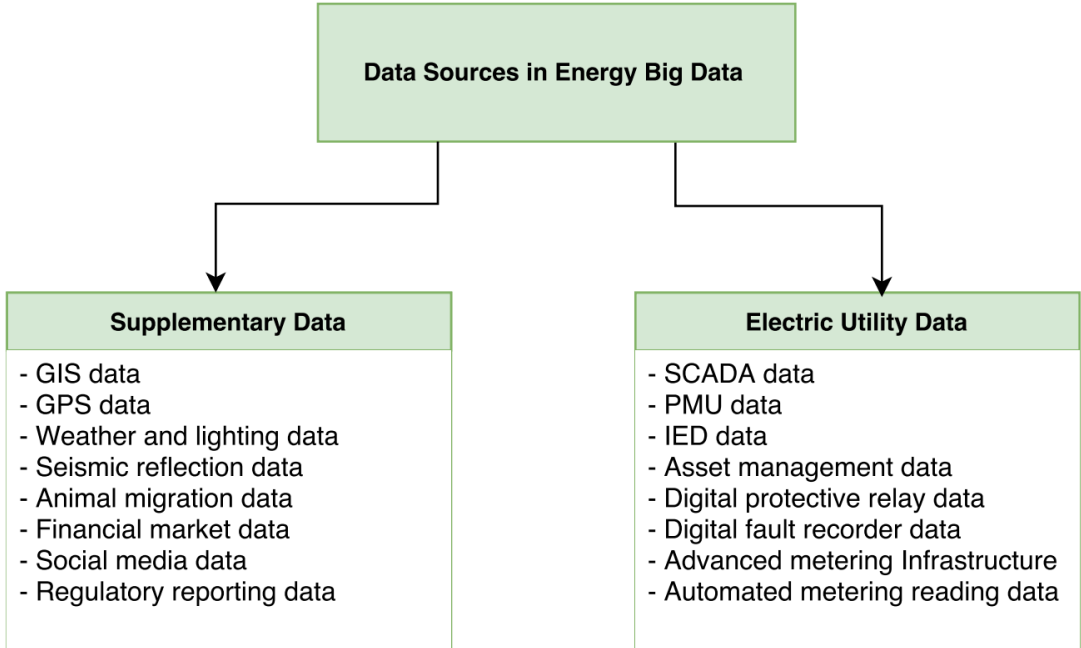 Data Sources in Energy Big Data
Supplementary Data
- GIS data
- GPS data
- Weather and lighting data
- Seismic reflection data
- Animal migration data
- Financial market data
- Social media data
- Regulatory reporting data
Electric Utility Data
- SCADA data
- PMU data
- IED data
- Asset management data
- Digital protective relay data
- Digital fault recorder data
- Advanced metering Infrastructure
- Automated metering reading data